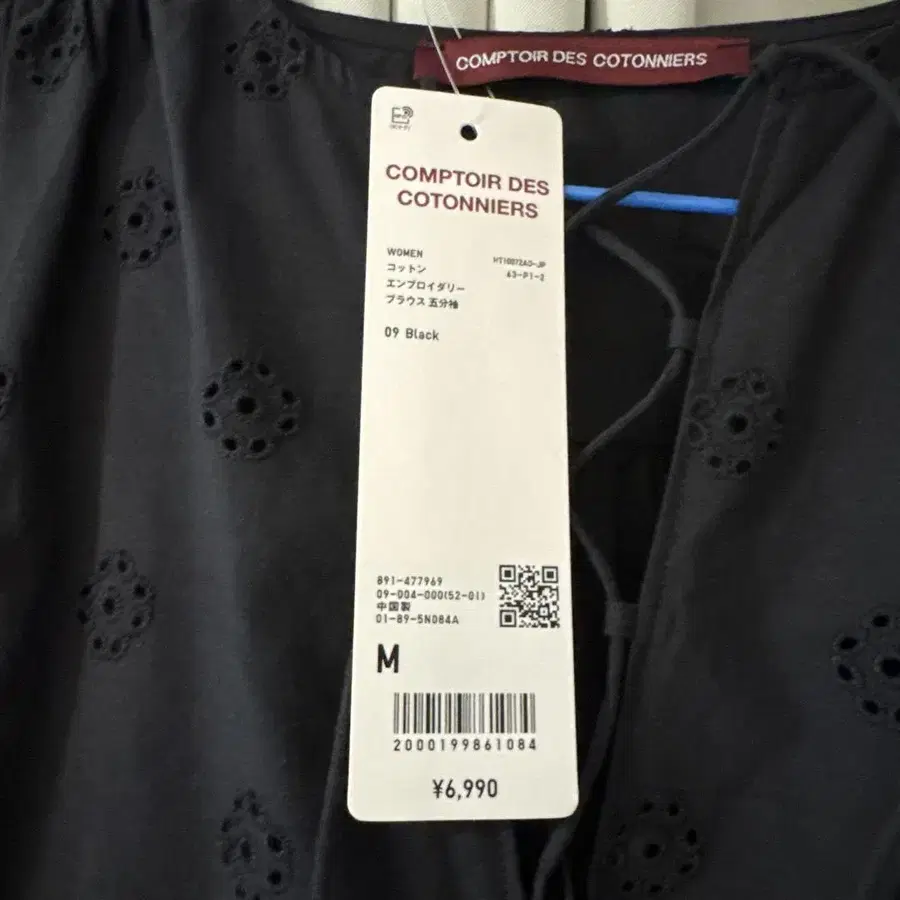 COMPTOIR DES COTONNIERS
COMPTOIR DES
COTONNIERS
WOMEN
コットン
エンブロイダリー
ブラウス 五分袖
HT10072AO-JP
63-P1-2
09 Black
891-477969
09-004-000(52-01)
中国製
01-89-5N084A
M
2000199861084
¥6,990